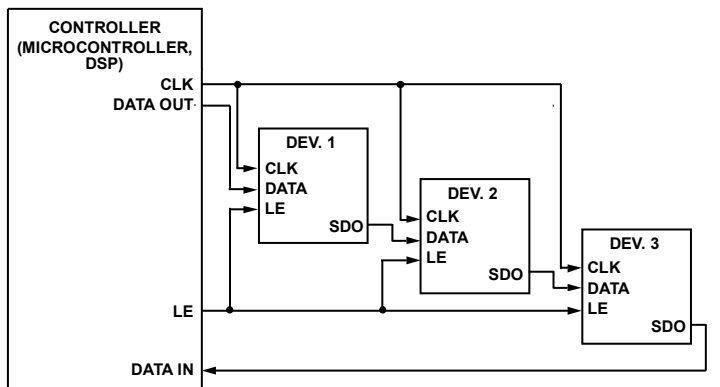 CONTROLLER
(MICROCONTROLLER,
DSP)
CLK
DATA OUT
DEV. 1
CLK
DATA
LE
SDO
DEV. 2
CLK
DATA
LE
SDO
DEV. 3
CLK
DATA
LE
SDO
LE
DATA IN